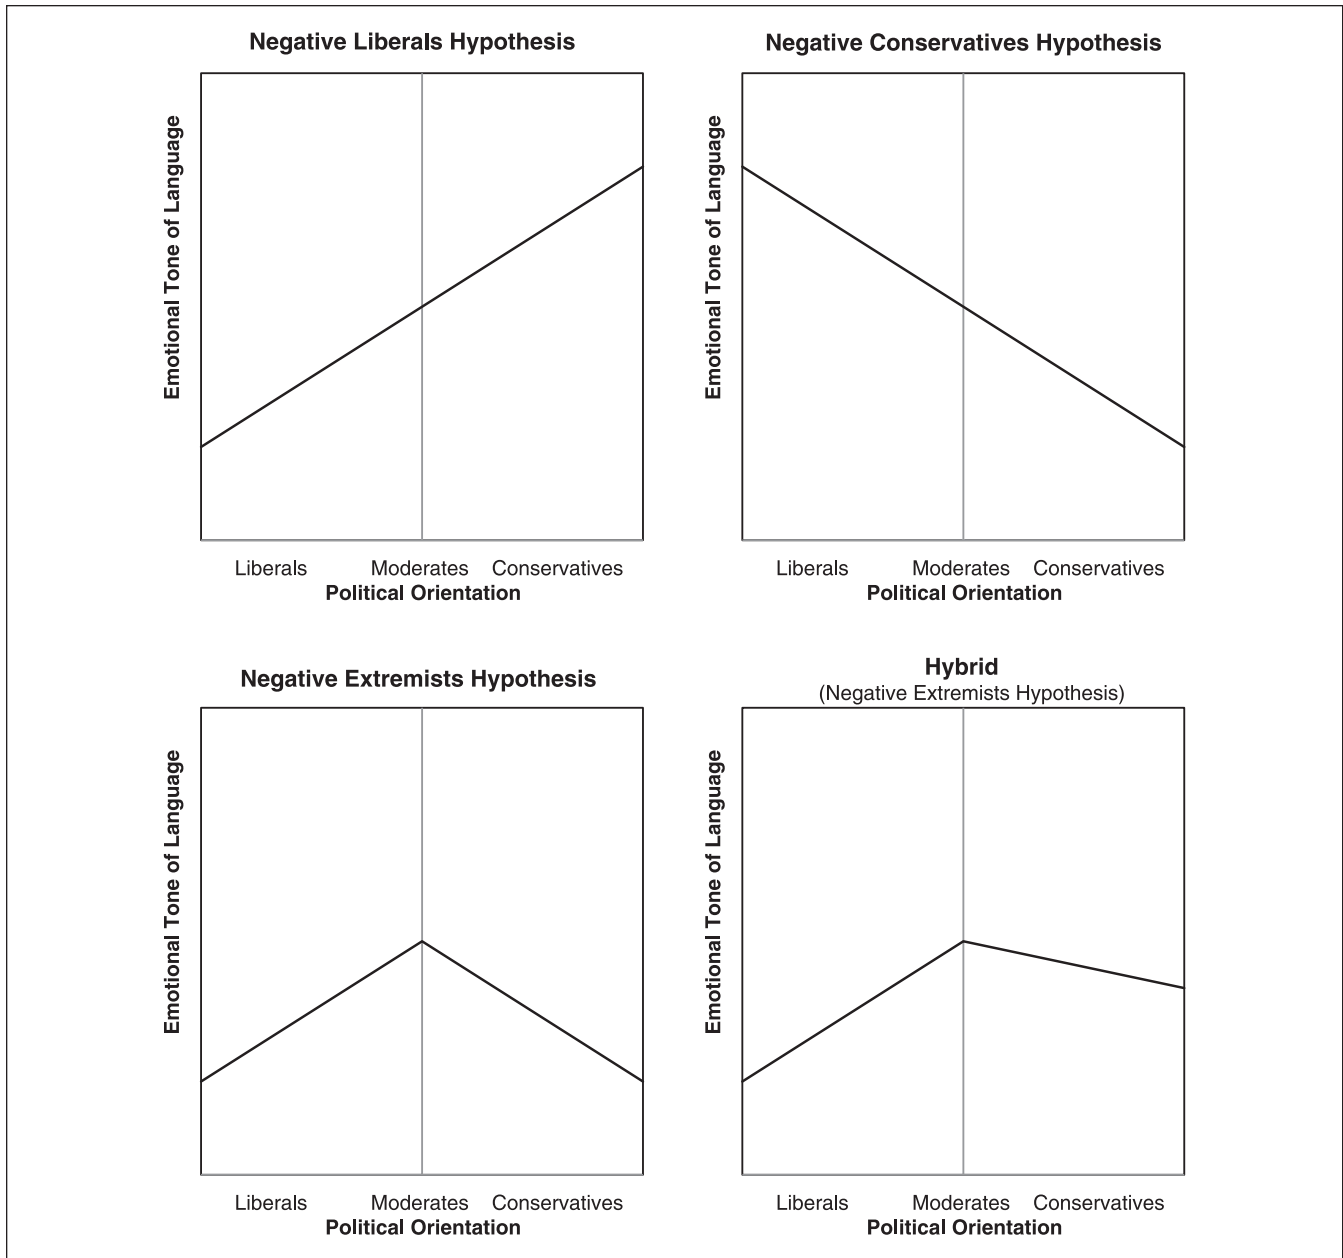 Negative Liberals Hypothesis
Emotional Tone of Language
Liberals Moderates Conservatives
Political Orientation
Negative Conservatives Hypothesis
Emotional Tone of Language
Liberals Moderates Conservatives
Political Orientation
Negative Extremists Hypothesis
Emotional Tone of Language
Liberals Moderates Conservatives
Political Orientation
Hybrid
(Negative Extremists Hypothesis)
Emotional Tone of Language
Liberals Moderates Conservatives
Political Orientation